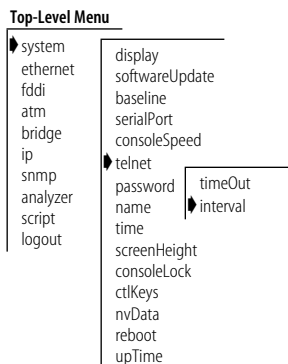 Top-Level Menu
system
ethernet
fddi
atm
bridge
ip
snmp
analyzer
script
logout
display
softwareUpdate
baseline
serialPort
consoleSpeed
telnet
password
name
time
screenHeight
consoleLock
ctlKeys
nvData
reboot
upTime
timeOut
interval